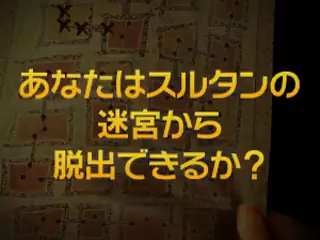 あなたはスルタンの
迷宮から
脱出できるか？